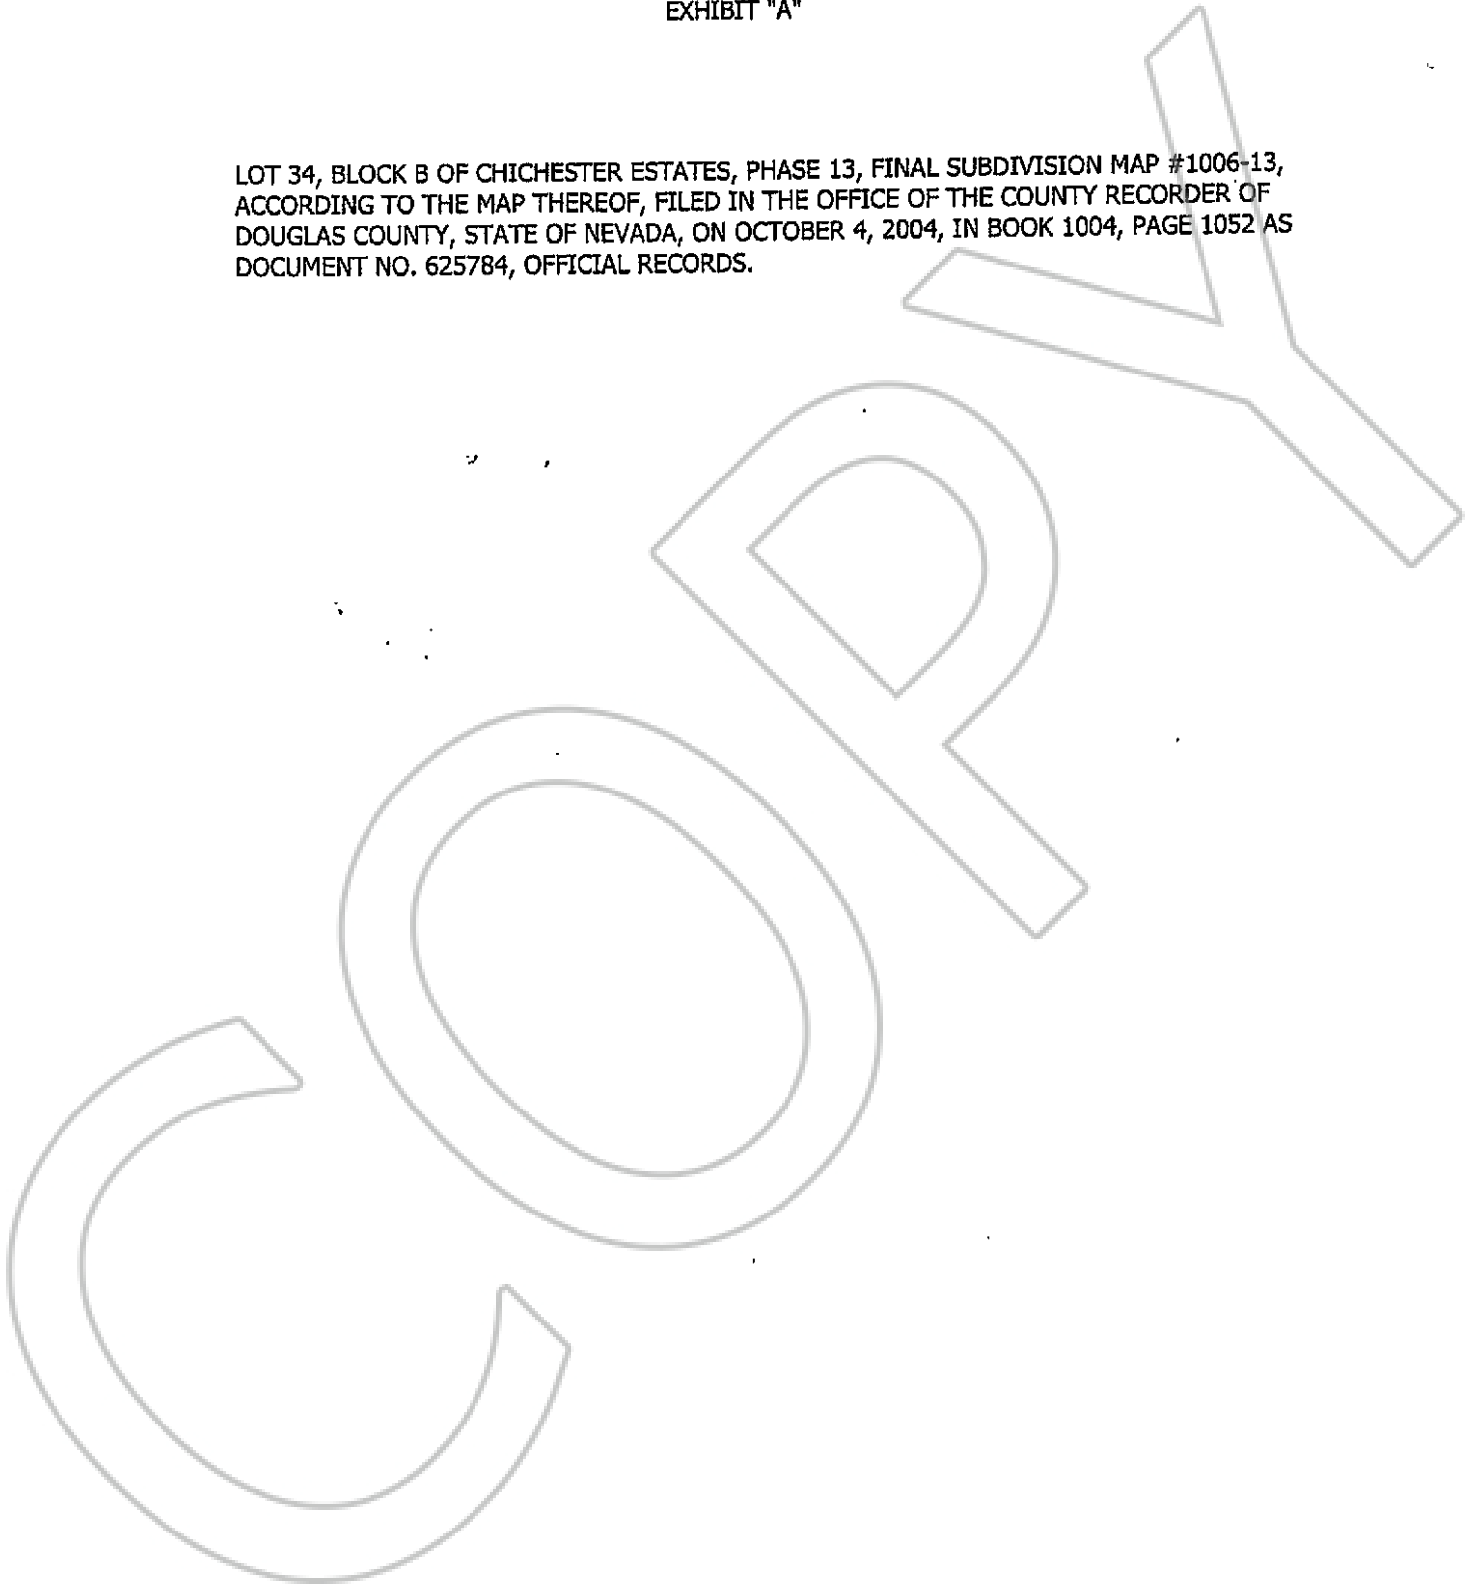 EXHIBIT "A"
LOT 34, BLOCK B OF CHICHESTER ESTATES, PHASE 13, FINAL SUBDIVISION MAP #1006-13,
ACCORDING TO THE MAP THEREOF, FILED IN THE OFFICE OF THE COUNTY RECORDER OF
DOUGLAS COUNTY, STATE OF NEVADA, ON OCTOBER 4, 2004, IN BOOK 1004, PAGE 1052 AS
DOCUMENT NO. 625784, OFFICIAL RECORDS.
COPY